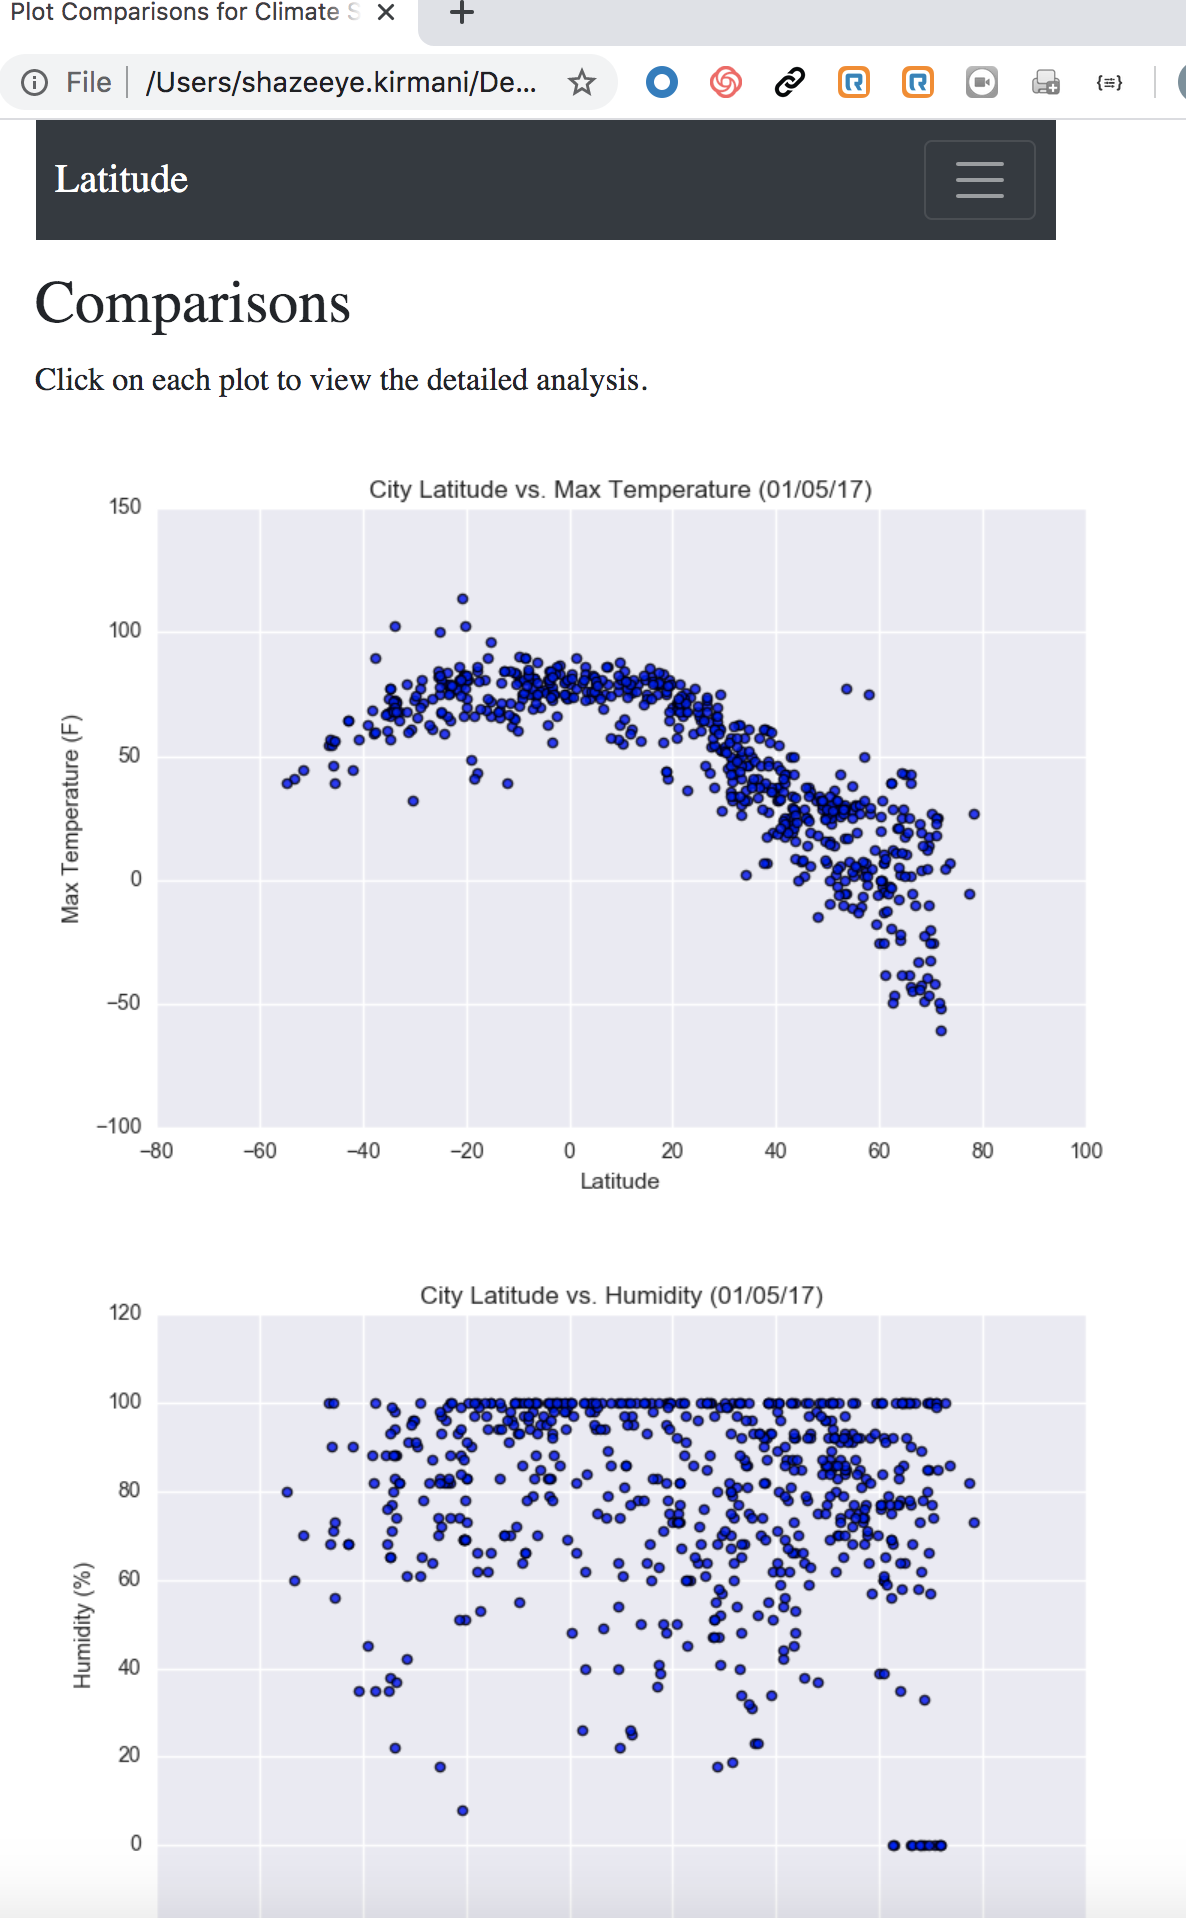 Plot Comparisons for Climate S
File /Users/shazeeye.kirmani/De...
Latitude
Comparisons
Click on each plot to view the detailed analysis.
City Latitude vs. Max Temperature (01/05/17)
150
100
50
0
−50
−100
Max Temperature (F)
−80 −60 −40 −20 0 20 40 60 80 100
Latitude
City Latitude vs. Humidity (01/05/17)
120
100
80
60
40
20
0
Humidity (%)